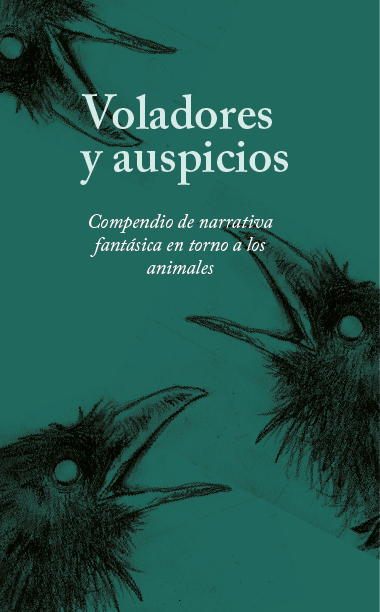 Voladores
y auspicios
Compendio de narrativa
fantásica en torno a los
animales